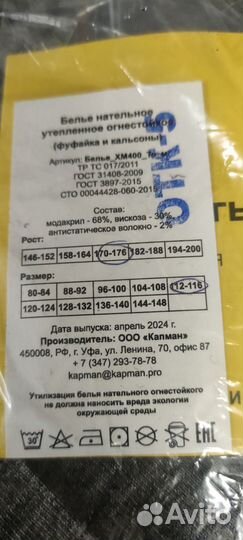 Белье нательное
утепленное огнестойкое
(фуфайка и кальсоны)
Артикул: Белье_ХМ400_70_М
ТР ТС 017/2011
ГОСТ 31408-2009
ГОСТ 3897-2015
СТО 00044428-060-2019
Состав:
модакрил - 68%, вискоза - 30%,
антистатическое волокно - 2%
Рост:
146-152 158-164 170-176 182-188 194-200
Размер:
80-84 88-92 96-100 104-108 112-116
120-124 128-132 136-140 144-148
Дата выпуска: апрель 2024 г.
Производитель: ООО «Капман»
450008, РФ, г. Уфа, ул. Ленина, 70, офис 87
+ 7 (347) 293-78-78
kapman@kapman.pro
Утилизация белья нательного огнестойкого
не должна наносить вреда экологии
окружающей среды
30
EAC
Avito